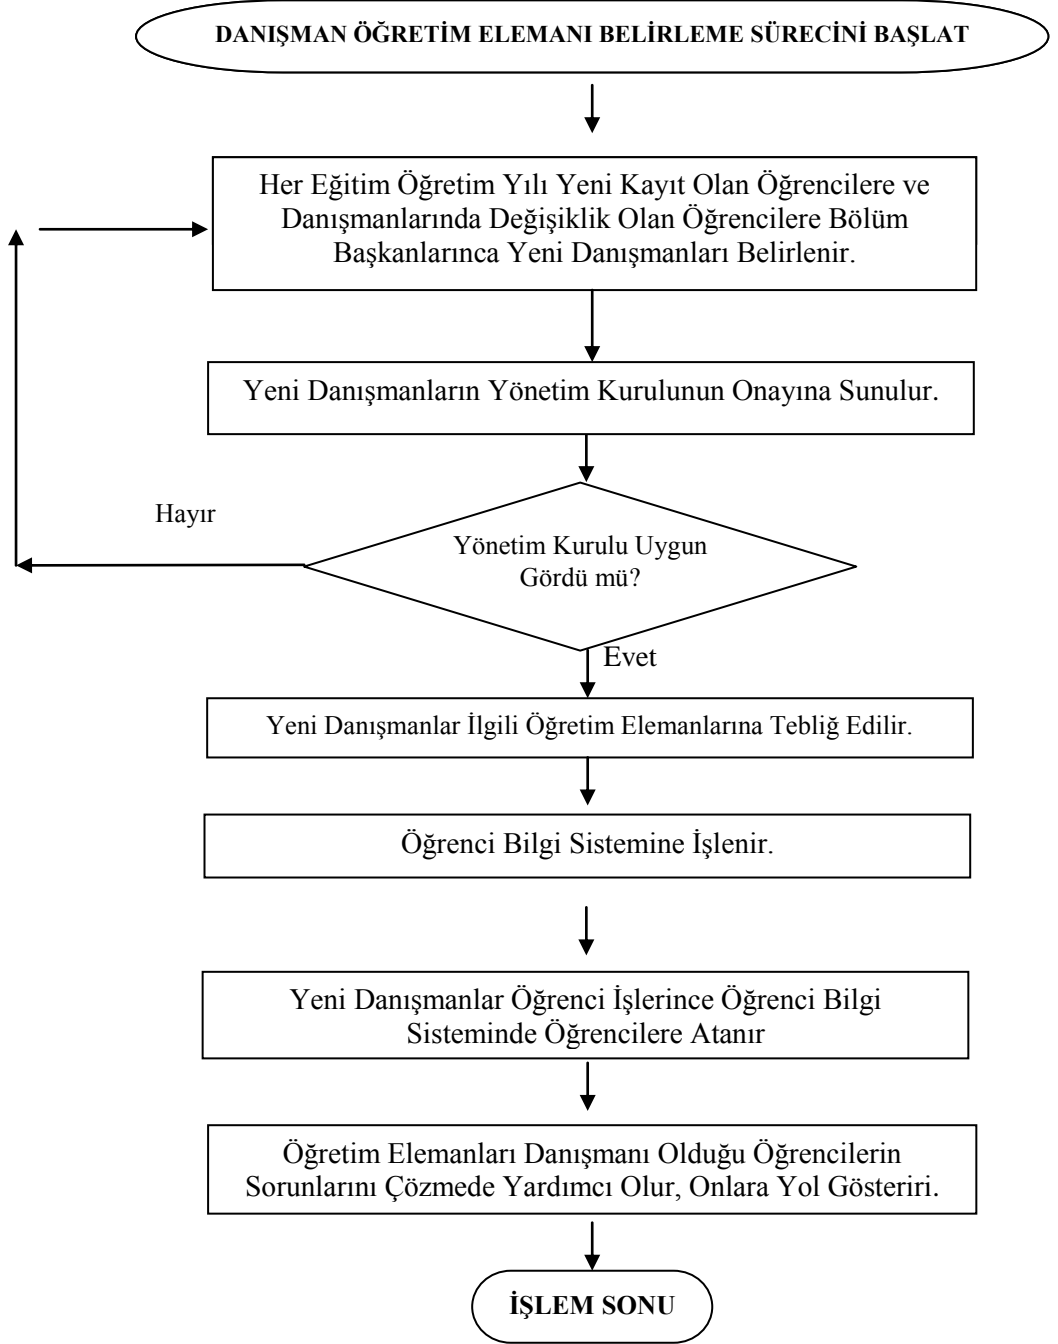 DANIŞMAN ÖĞRETİM ELEMANI BELİRLEME SÜRECİNİ BAŞLAT
Her Eğitim Öğretim Yılı Yeni Kayıt Olan Öğrencilere ve
Danışmanlarında Değişiklik Olan Öğrencilere Bölüm
Başkanlarınca Yeni Danışmanları Belirlenir.
Yeni Danışmanların Yönetim Kurulunun Onayına Sunulur.
Hayır
Yönetim Kurulu Uygun
Gördü mü?
Evet
Yeni Danışmanlar İlgili Öğretim Elemanlarına Tebliğ Edilir.
Öğrenci Bilgi Sistemine İşlenir.
Yeni Danışmanlar Öğrenci İşlerince Öğrenci Bilgi
Sisteminde Öğrencilere Atanır
Öğretim Elemanları Danışmanı Olduğu Öğrencilerin
Sorunlarını Çözmede Yardımcı Olur, Onlara Yol Gösteriri.
İŞLEM SONU